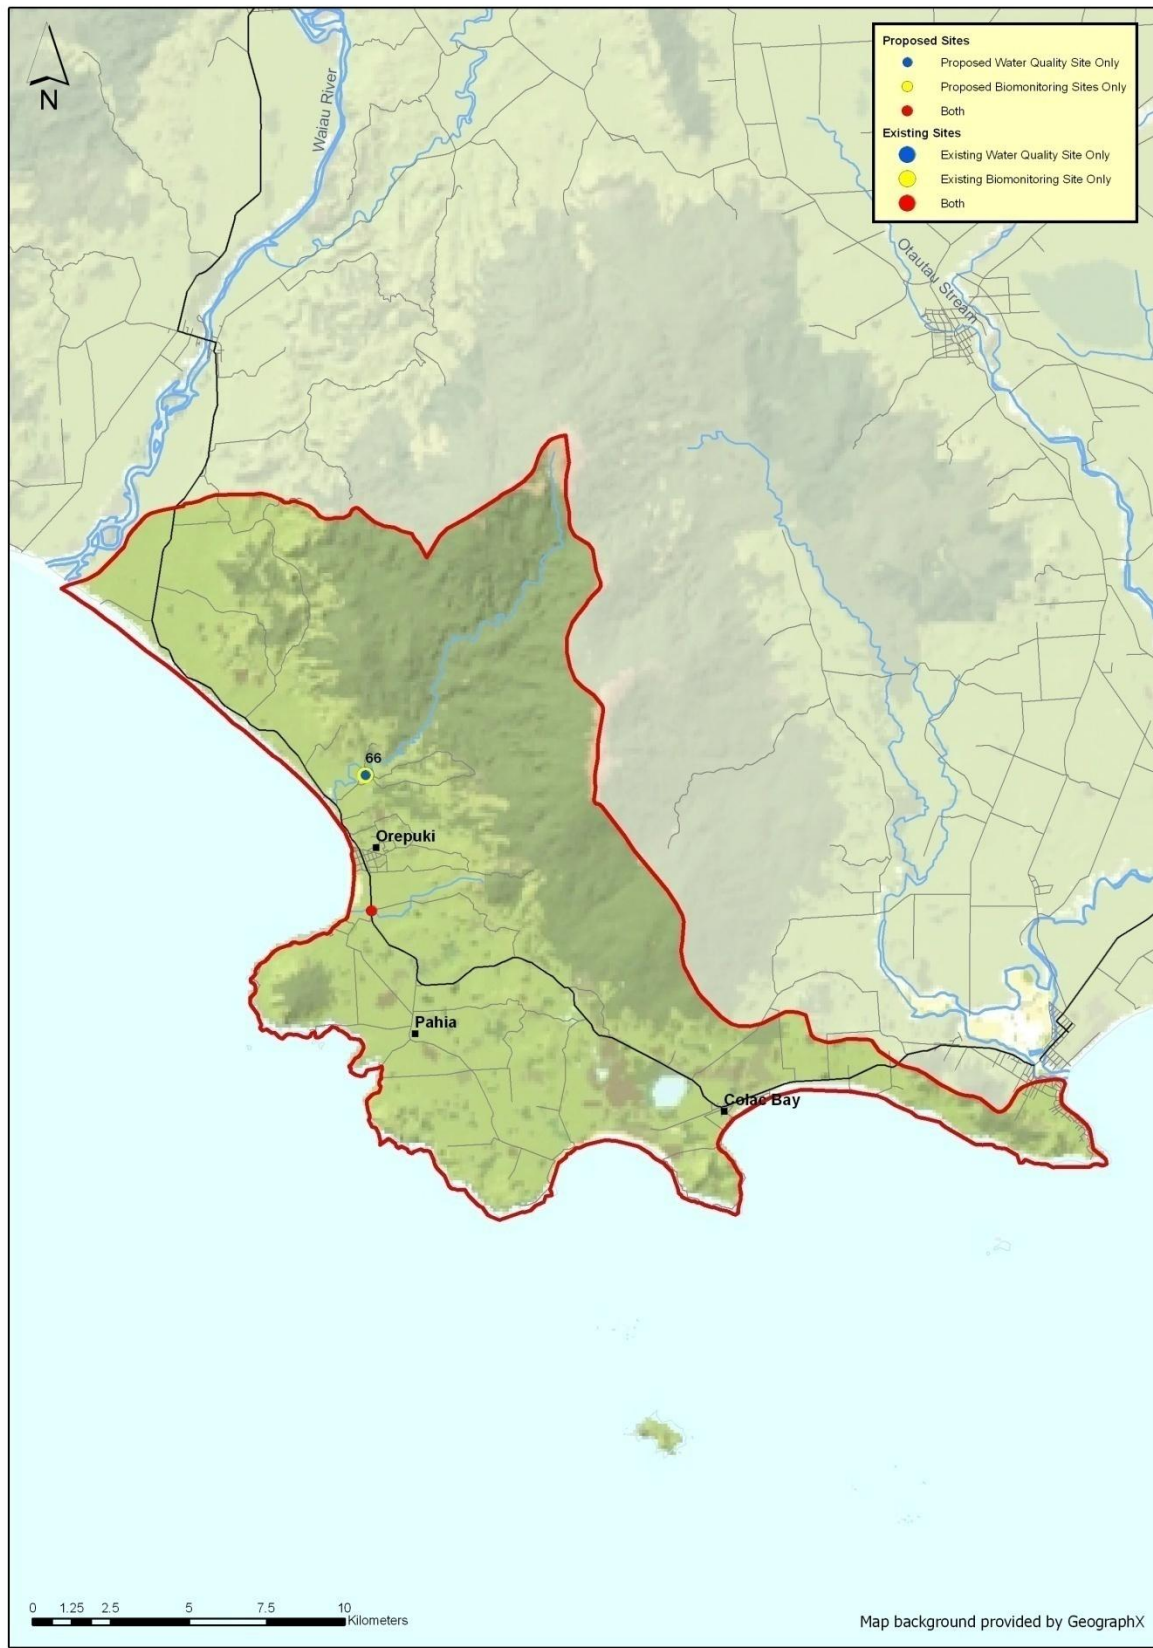 N
Waiau River
Proposed Sites
Proposed Water Quality Site Only
Proposed Biomonitoring Sites Only
Both
Existing Sites
Existing Water Quality Site Only
Existing Biomonitoring Site Only
Both
Otautau Stream
66
Orepuki
Pahia
Colac Bay
0 1.25 2.5 5 7.5 10
Kilometers
Map background provided by GeographX